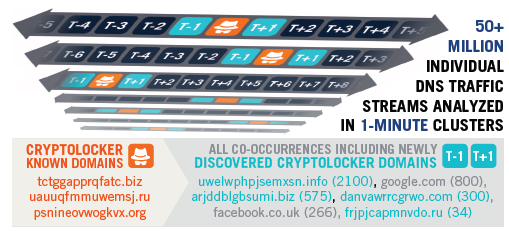 -5 T-4 T-3 T-2 T-1 T+1 T+2 T+3 T+4 T+5
-6 T-5 T-4 T-3 T-2 T-1 T+1 T+2 T+3
T-1 T+1 T+2 T+3 T+4 T+5 T+6 T+7 T+8
50+
MILLION
INDIVIDUAL
DNS TRAFFIC
STREAMS ANALYZED
IN 1-MINUTE CLUSTERS
CRYPTOLOCKER
KNOWN DOMAINS
tctggapprqfatc.biz
uauuqfmmuwemsj.ru
psnineovwogkvx.org
ALL CO-OCCURRENCES INCLUDING NEWLY
DISCOVERED CRYPTOLOCKER DOMAINS T-1 T+1
uwelwphpjsemxsn.info (2100), google.com (800),
arjddblgbsumi.biz (575), danvawrrcgrwo.com (300),
facebook.co.uk (266), frjpjcapmnvdo.ru (34)